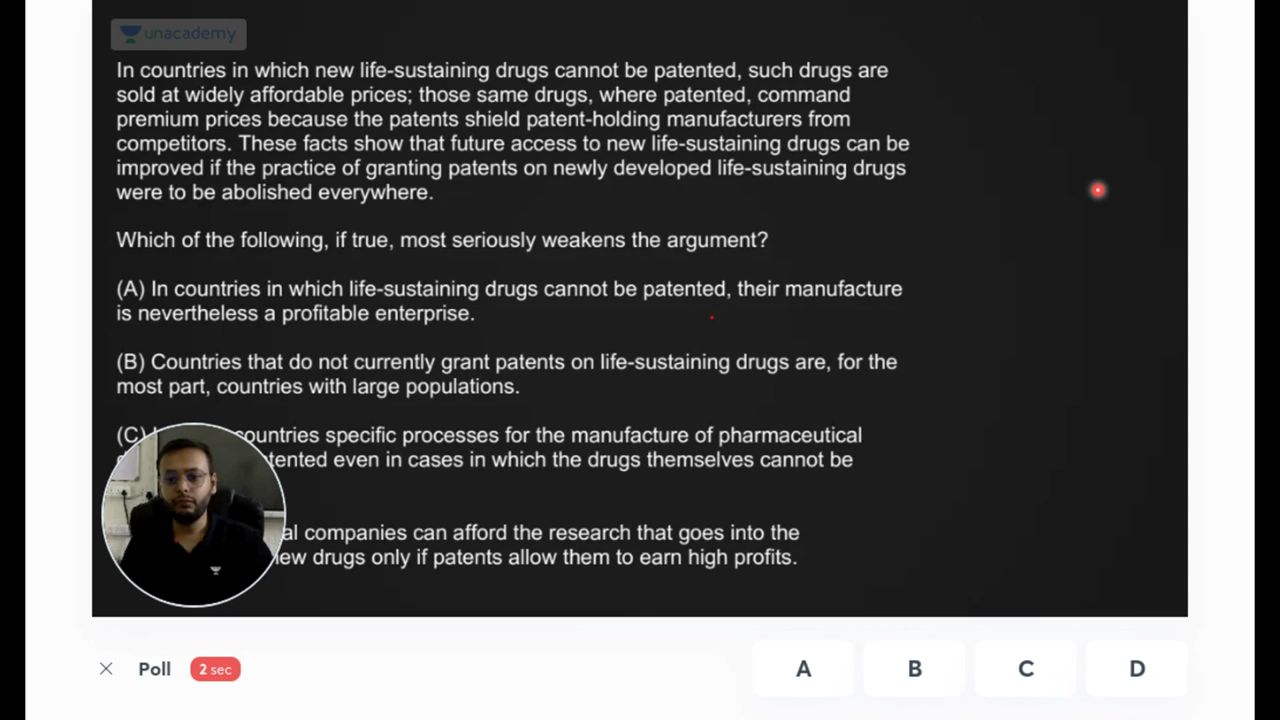 unacademy
In countries in which new life-sustaining drugs cannot be patented, such drugs are
sold at widely affordable prices; those same drugs, where patented, command
premium prices because the patents shield patent-holding manufacturers from
competitors. These facts show that future access to new life-sustaining drugs can be
improved if the practice of granting patents on newly developed life-sustaining drugs
were to be abolished everywhere.
Which of the following, if true, most seriously weakens the argument?
(A) In countries in which life-sustaining drugs cannot be patented, their manufacture
is nevertheless a profitable enterprise.
(B) Countries that do not currently grant patents on life-sustaining drugs are, for the
most part, countries with large populations.
(C) countries specific processes for the manufacture of pharmaceutical
even in cases in which the drugs themselves cannot be
companies can afford the research that goes into the
new drugs only if patents allow them to earn high profits.
Poll 2 sec A B C D